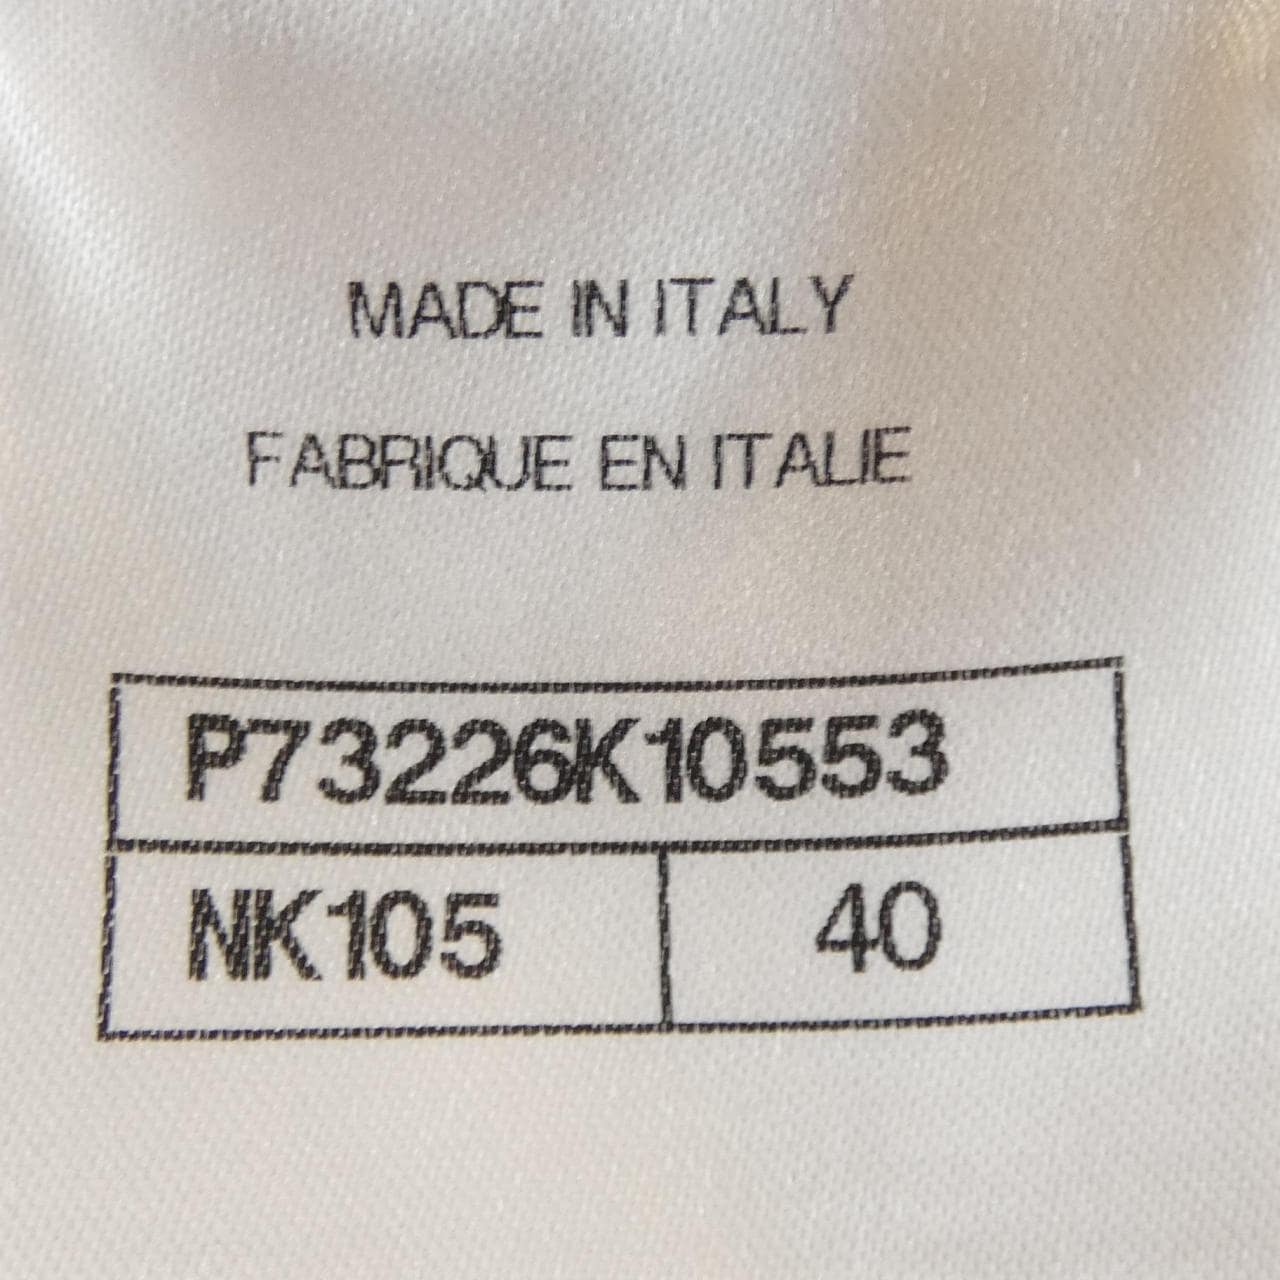 MADE IN ITALY
FABRIQUE EN ITALIE
P73226K10553
NK105 40